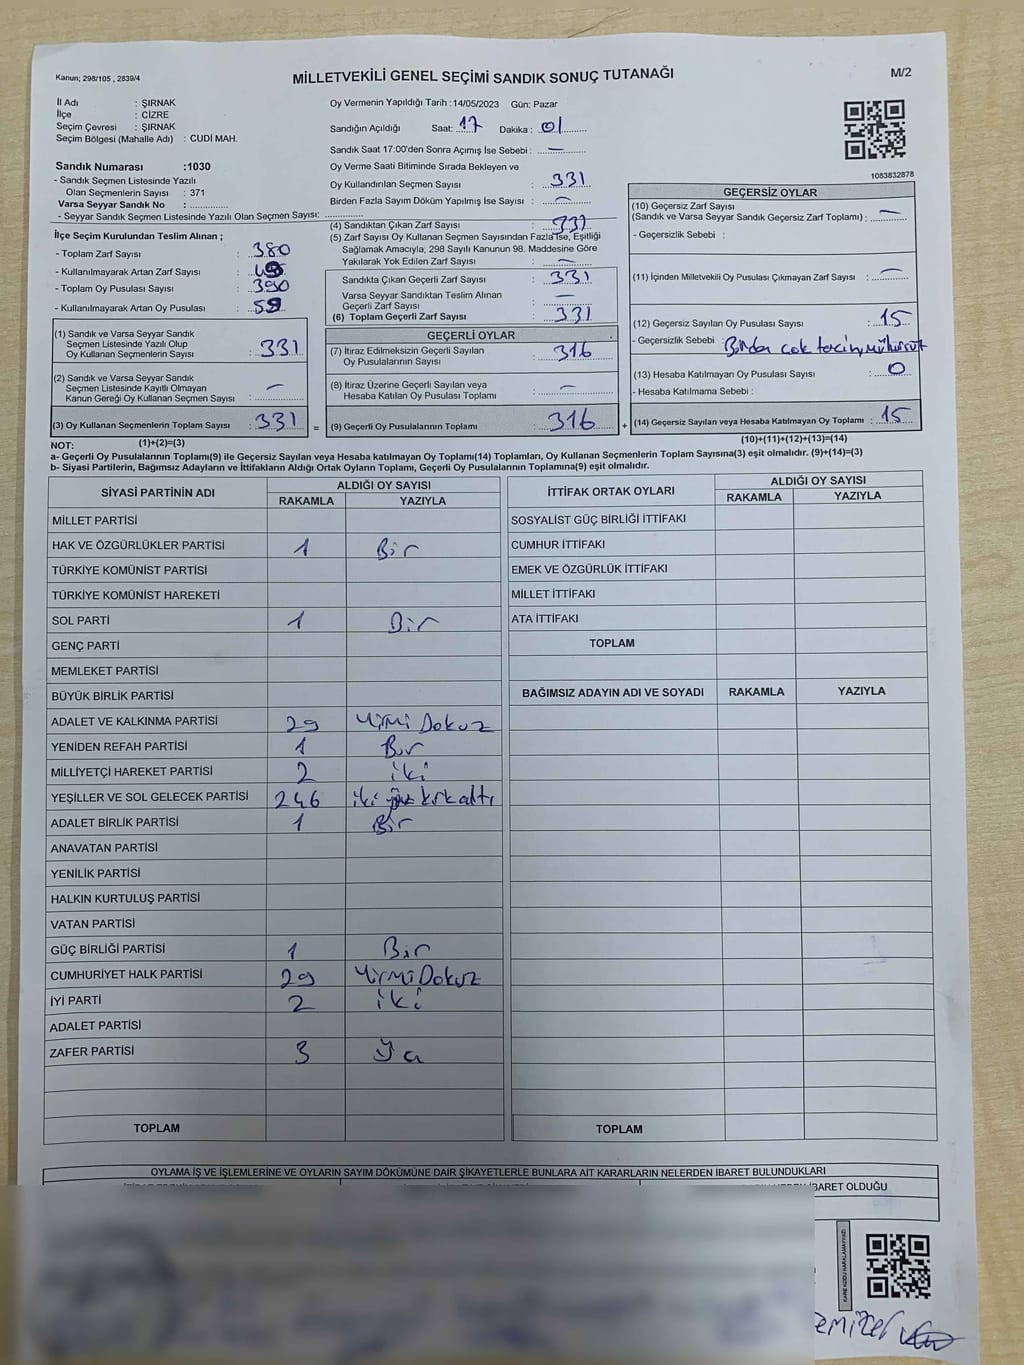 Kanun; 298/105 , 2839/4
MİLLETVEKİLİ GENEL SEÇİMİ SANDIK SONUÇ TUTANAĞI
M/2
İl Adı : ŞIRNAK
İlçe : CİZRE
Seçim Çevresi : ŞIRNAK
Seçim Bölgesi (Mahalle Adı) : CUDİ MAH.
Sandık Numarası :1030
- Sandık Seçmen Listesinde Yazılı
Olan Seçmenlerin Sayısı : 371
Varsa Seyyar Sandık No : ..............
- Seyyar Sandık Seçmen Listesinde Yazılı Olan Seçmen Sayısı: ..............
İlçe Seçim Kurulundan Teslim Alınan ;
- Toplam Zarf Sayısı : 380
- Kullanılmayarak Artan Zarf Sayısı :
- Toplam Oy Pusulası Sayısı : 390
- Kullanılmayarak Artan Oy Pusulası : 59
Oy Vermenin Yapıldığı Tarih : 14/05/2023 Gün: Pazar
Sandığın Açıldığı Saat: 17 Dakika : 01
Sandık Saat 17:00'den Sonra Açımış İse Sebebi : —
Oy Verme Saati Bitiminde Sırada Bekleyen ve
Oy Kullandırılan Seçmen Sayısı : 331
Birden Fazla Sayım Döküm Yapılmış İse Sayısı : —
(4) Sandıktan Çıkan Zarf Sayısı : 331
(5) Zarf Sayısı Oy Kullanan Seçmen Sayısından Fazla İse, Eşitliği
Sağlamak Amacıyla, 298 Sayılı Kanunun 98. Maddesine Göre
Yakılarak Yok Edilen Zarf Sayısı : —
Sandıkta Çıkan Geçerli Zarf Sayısı : 331
Varsa Seyyar Sandıktan Teslim Alınan
Geçerli Zarf Sayısı : —
(6) Toplam Geçerli Zarf Sayısı : 331
1083832878
GEÇERSİZ OYLAR
(10) Geçersiz Zarf Sayısı
(Sandık ve Varsa Seyyar Sandık Geçersiz Zarf Toplamı) : —
- Geçersizlik Sebebi :
(11) İçinden Milletvekili Oy Pusulası Çıkmayan Zarf Sayısı : —
(12) Geçersiz Sayılan Oy Pusulası Sayısı : 15
- Geçersizlik Sebebi : Birden çok tercih mühürü
(13) Hesaba Katılmayan Oy Pusulası Sayısı : 0
- Hesaba Katılmama Sebebi :
(14) Geçersiz Sayılan veya Hesaba Katılmayan Oy Toplamı : 15
(10)+(11)+(12)+(13)=(14)
(1) Sandık ve Varsa Seyyar Sandık
Seçmen Listesinde Yazılı Olup
Oy Kullanan Seçmenlerin Sayısı : 331
(2) Sandık ve Varsa Seyyar Sandık
Seçmen Listesinde Kayıtlı Olmayan
Kanun Gereği Oy Kullanan Seçmen Sayısı : —
(3) Oy Kullanan Seçmenlerin Toplam Sayısı : 331 =
(1)+(2)=(3)
GEÇERLİ OYLAR
(7) İtiraz Edilmeksizin Geçerli Sayılan
Oy Pusulalarının Sayısı : 316
(8) İtiraz Üzerine Geçerli Sayılan veya
Hesaba Katılan Oy Pusulası Toplamı : —
(9) Geçerli Oy Pusulalarının Toplamı : 316 +
NOT:
a- Geçerli Oy Pusulalarının Toplamı(9) ile Geçersiz Sayılan veya Hesaba katılmayan Oy Toplamı(14) Toplamları, Oy Kullanan Seçmenlerin Toplam Sayısına(3) eşit olmalıdır. (9)+(14)=(3)
b- Siyasi Partilerin, Bağımsız Adayların ve İttifakların Aldığı Ortak Oyların Toplamı, Geçerli Oy Pusulalarının Toplamına(9) eşit olmalıdır.
SİYASİ PARTİNİN ADI ALDIĞI OY SAYISI
RAKAMLA YAZIYLA
MİLLET PARTİSİ
HAK VE ÖZGÜRLÜKLER PARTİSİ 1 Bir
TÜRKİYE KOMÜNİST PARTİSİ
TÜRKİYE KOMÜNİST HAREKETİ
SOL PARTİ 1 Bir
GENÇ PARTİ
MEMLEKET PARTİSİ
BÜYÜK BİRLİK PARTİSİ
ADALET VE KALKINMA PARTİSİ 29 Yirmi Dokuz
YENİDEN REFAH PARTİSİ 1 Bir
MİLLİYETÇİ HAREKET PARTİSİ 2 iki
YEŞİLLER VE SOL GELECEK PARTİSİ 246 iki yüz kırk altı
ADALET BİRLİK PARTİSİ 1 Bir
ANAVATAN PARTİSİ
YENİLİK PARTİSİ
HALKIN KURTULUŞ PARTİSİ
VATAN PARTİSİ
GÜÇ BİRLİĞİ PARTİSİ 1 Bir
CUMHURİYET HALK PARTİSİ 29 Yirmi Dokuz
İYİ PARTİ 2 iki
ADALET PARTİSİ
ZAFER PARTİSİ 3
TOPLAM
İTTİFAK ORTAK OYLARI ALDIĞI OY SAYISI
RAKAMLA YAZIYLA
SOSYALİST GÜÇ BİRLİĞİ İTTİFAKI
CUMHUR İTTİFAKI
EMEK VE ÖZGÜRLÜK İTTİFAKI
MİLLET İTTİFAKI
ATA İTTİFAKI
TOPLAM
BAĞIMSIZ ADAYIN ADI VE SOYADI RAKAMLA YAZIYLA
TOPLAM
OYLAMA İŞ VE İŞLEMLERİNE VE OYLARIN SAYIM DÖKÜMÜNE DAİR ŞİKAYETLERLE BUNLARA AİT KARARLARIN NELERDEN İBARET BULUNDUKLARI
İBARET OLDUĞU